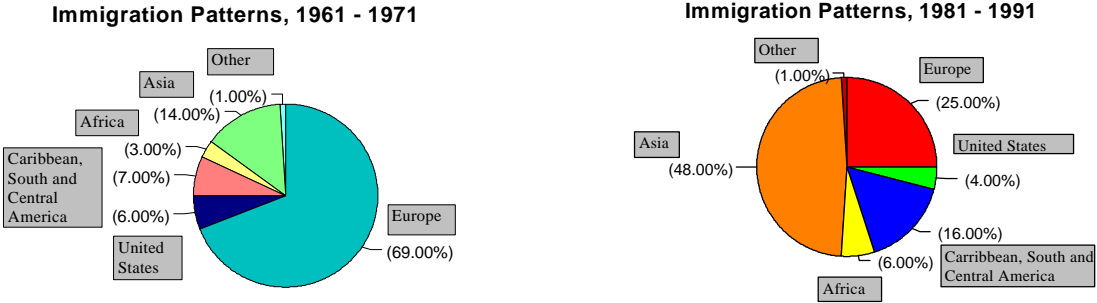 Immigration Patterns, 1961 - 1971
Other
Asia
(1.00%)
(14.00%)
Africa
(3.00%)
Caribbean,
South and
Central
America
(7.00%)
(6.00%)
United
States
Europe
(69.00%)
Immigration Patterns, 1981 - 1991
Other
(1.00%)
Europe
(25.00%)
Asia
(48.00%)
United States
(4.00%)
(16.00%)
Carribbean, South and
Central America
(6.00%)
Africa